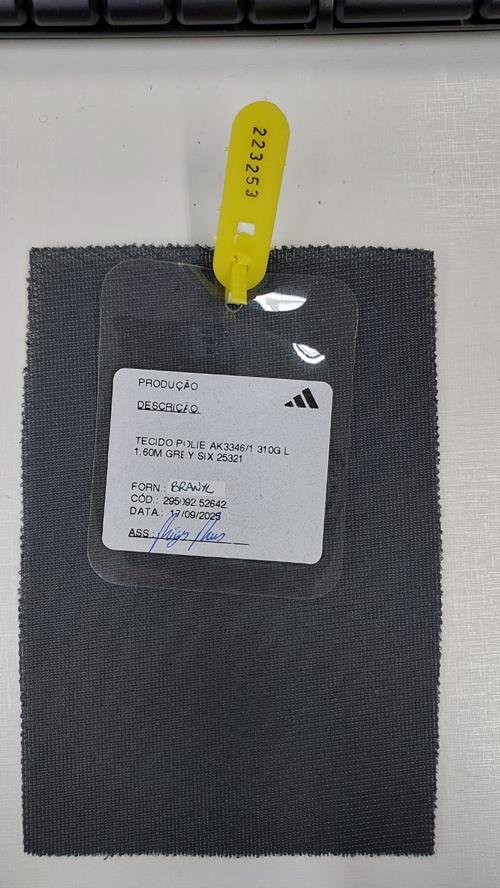 223253
PRODUÇÃO
DESCRIÇÃO.
TECIDO POLIE AK3346/1 310G L
1,60M GREY SIX 25321
FORN.: BRANYL
CÓD.: 295092.52642
DATA.: 17/09/2025
ASS.: